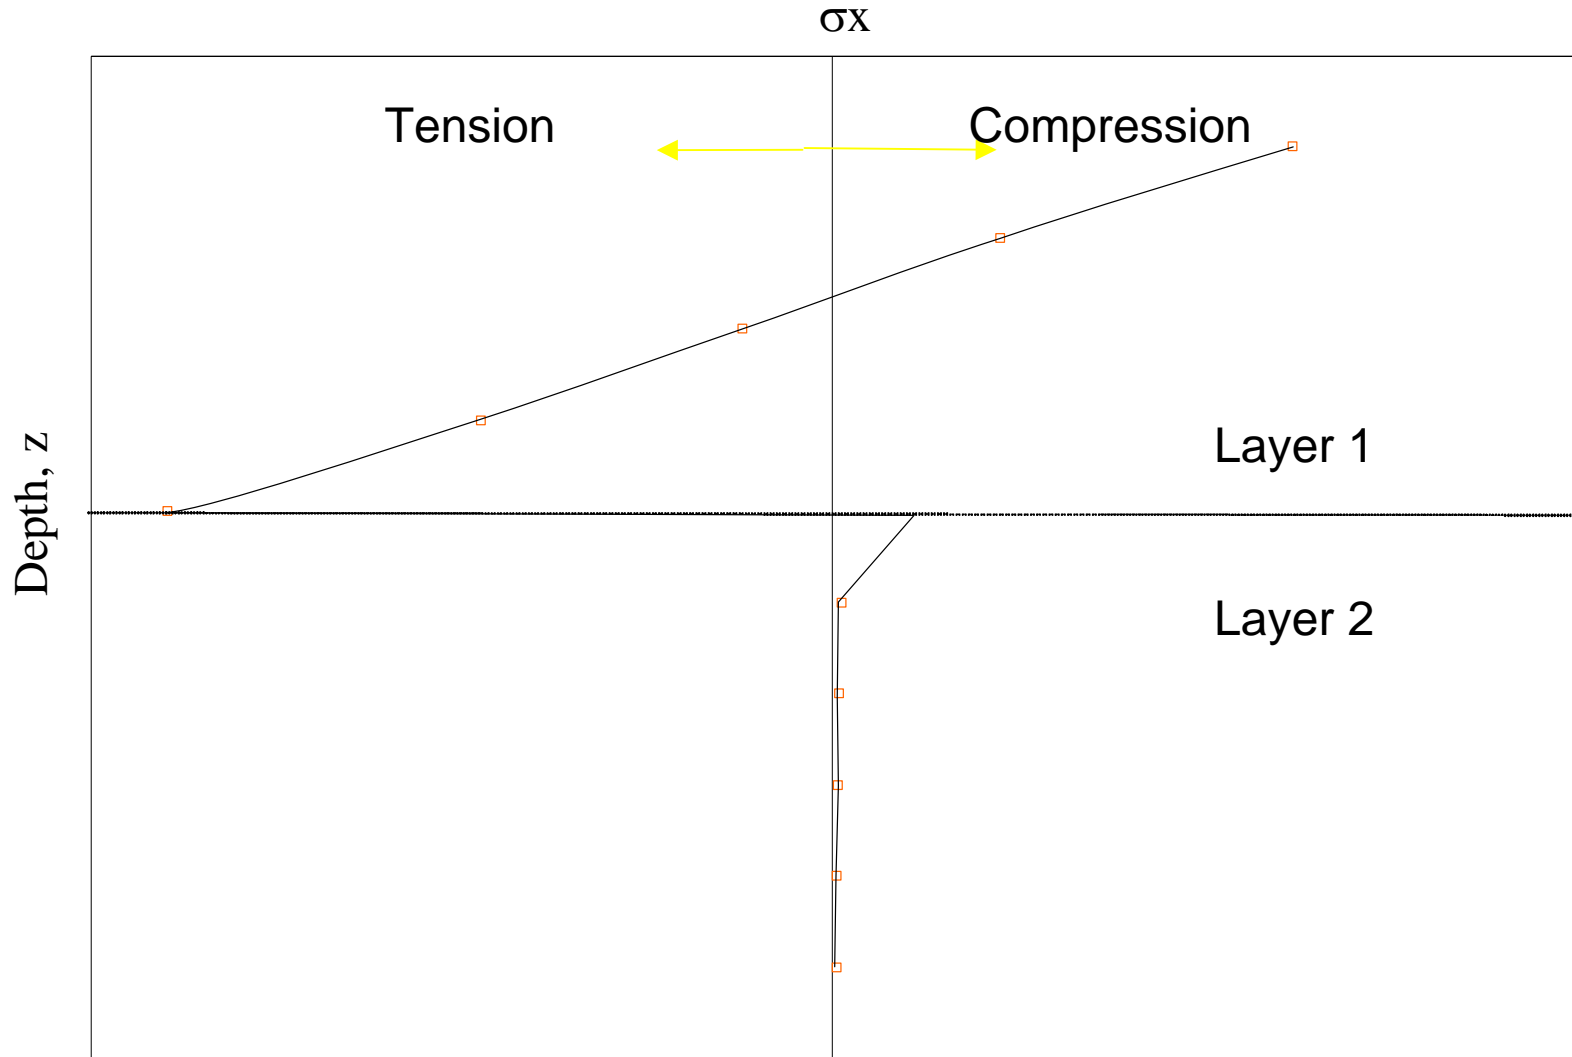 σx
Tension
Compression
Layer 1
Depth, z
Layer 2